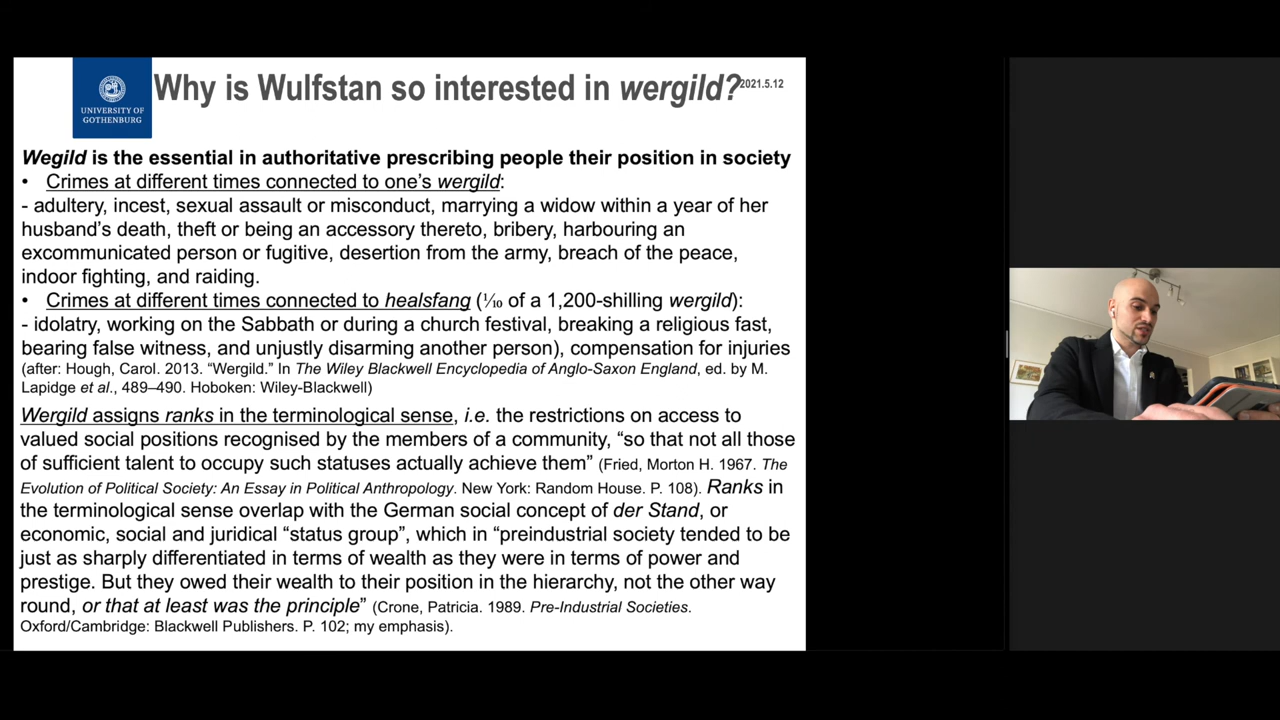 UNIVERSITY OF
GOTHENBURG
Why is Wulfstan so interested in wergild?
2021.5.12
Wegild is the essential in authoritative prescribing people their position in society
• Crimes at different times connected to one's wergild:
- adultery, incest, sexual assault or misconduct, marrying a widow within a year of her
husband's death, theft or being an accessory thereto, bribery, harbouring an
excommunicated person or fugitive, desertion from the army, breach of the peace,
indoor fighting, and raiding.
• Crimes at different times connected to healsfang (⅒ of a 1,200-shilling wergild):
- idolatry, working on the Sabbath or during a church festival, breaking a religious fast,
bearing false witness, and unjustly disarming another person), compensation for injuries
(after: Hough, Carol. 2013. “Wergild.” In The Wiley Blackwell Encyclopedia of Anglo-Saxon England, ed. by M.
Lapidge et al., 489–490. Hoboken: Wiley-Blackwell)
Wergild assigns ranks in the terminological sense, i.e. the restrictions on access to
valued social positions recognised by the members of a community, “so that not all those
of sufficient talent to occupy such statuses actually achieve them” (Fried, Morton H. 1967. The
Evolution of Political Society: An Essay in Political Anthropology. New York: Random House. P. 108). Ranks in
the terminological sense overlap with the German social concept of der Stand, or
economic, social and juridical “status group”, which in “preindustrial society tended to be
just as sharply differentiated in terms of wealth as they were in terms of power and
prestige. But they owed their wealth to their position in the hierarchy, not the other way
round, or that at least was the principle” (Crone, Patricia. 1989. Pre-Industrial Societies.
Oxford/Cambridge: Blackwell Publishers. P. 102; my emphasis).